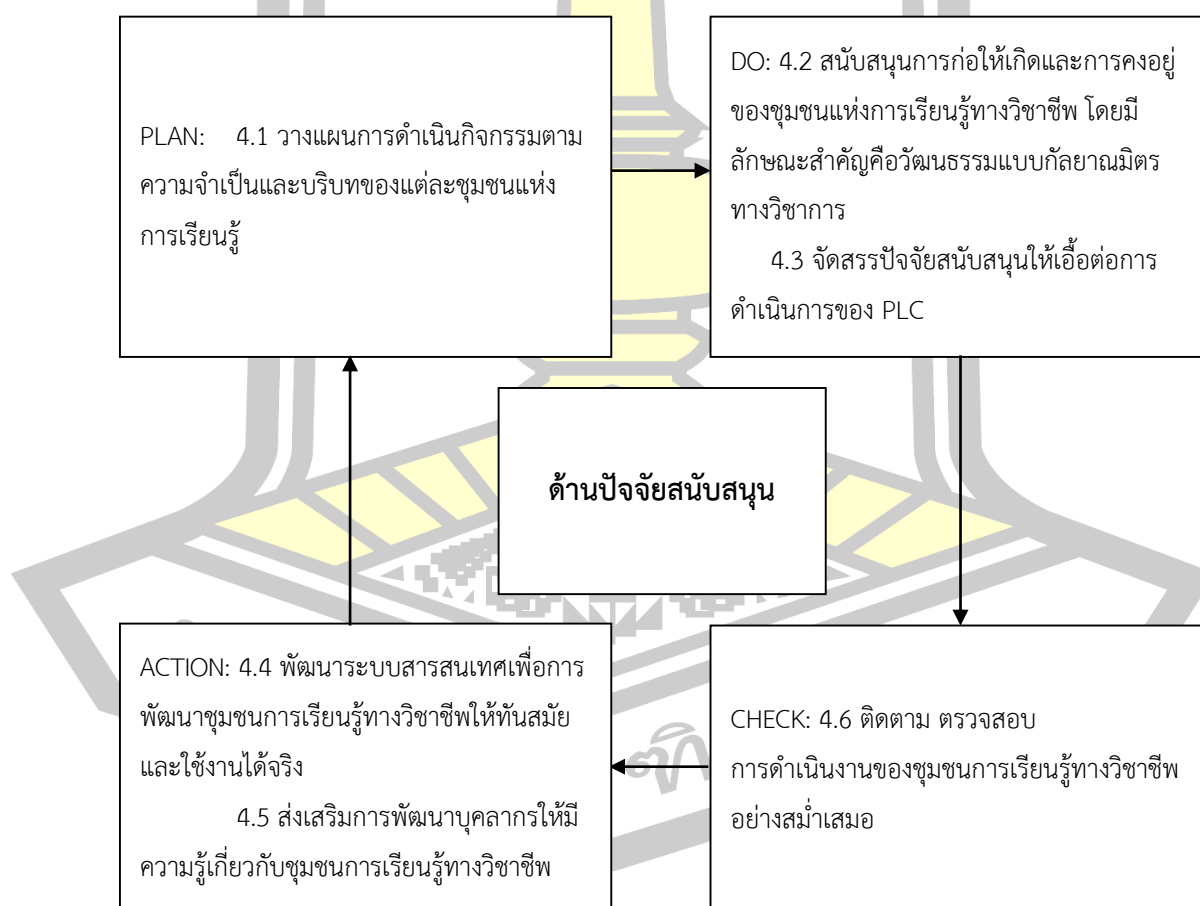 PLAN: 4.1 วางแผนการดำเนินกิจกรรมตาม
ความจำเป็นและบริบทของแต่ละชุมชนแห่ง
การเรียนรู้
DO: 4.2 สนับสนุนการก่อให้เกิดและการคงอยู่
ของชุมชนแห่งการเรียนรู้ทางวิชาชีพ โดยมี
ลักษณะสำคัญคือวัฒนธรรมแบบกัลยาณมิตร
ทางวิชาการ
4.3 จัดสรรปัจจัยสนับสนุนให้เอื้อต่อการ
ดำเนินการของ PLC
ด้านปัจจัยสนับสนุน
ACTION: 4.4 พัฒนาระบบสารสนเทศเพื่อการ
พัฒนาชุมชนการเรียนรู้ทางวิชาชีพให้ทันสมัย
และใช้งานได้จริง
4.5 ส่งเสริมการพัฒนาบุคลากรให้มี
ความรู้เกี่ยวกับชุมชนการเรียนรู้ทางวิชาชีพ
CHECK: 4.6 ติดตาม ตรวจสอบ
การดำเนินงานของชุมชนการเรียนรู้ทางวิชาชีพ
อย่างสม่ำเสมอ